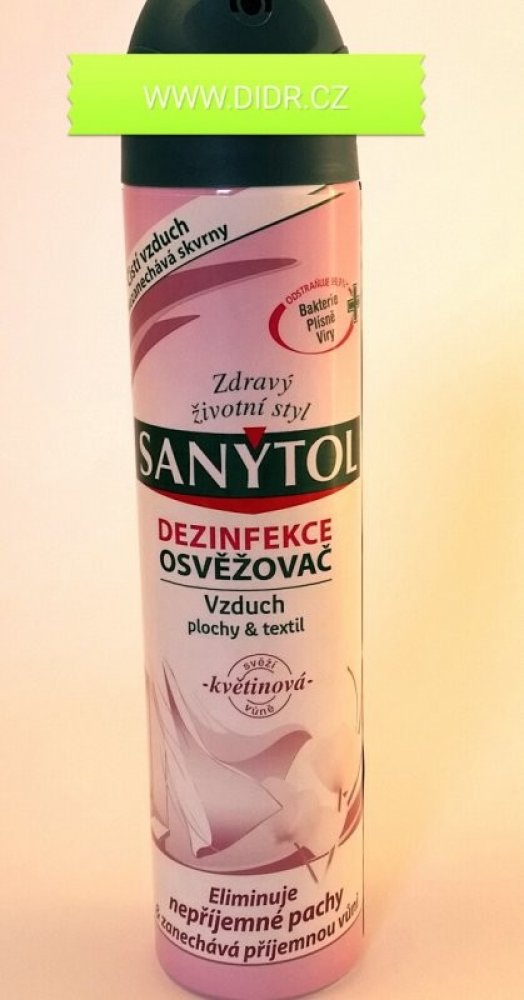 WWW.DIDR.CZ
Čistí vzduch
nezanechává skvrny
ODSTRAŇUJE
Bakterie
Plísně
Viry
Zdravý
životní styl
SANYTOL
DEZINFEKCE
OSVĚŽOVAČ
Vzduch
plochy & textil
svěží
-květinová-
vůně
Eliminuje
nepříjemné pachy
& zanechává příjemnou vůni